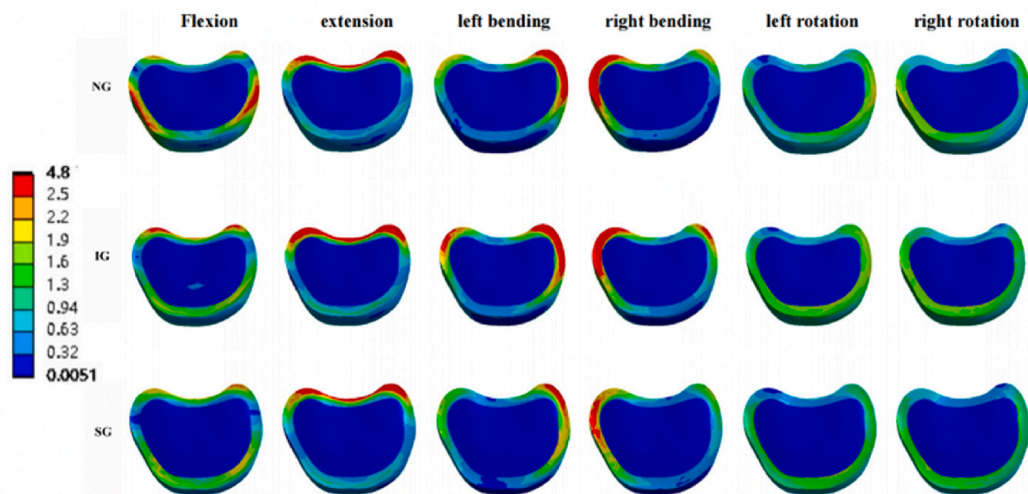 Flexion extension left bending right bending left rotation right rotation
NG
4.8
2.5
2.2
1.9
1.6
1.3
0.94
0.63
0.32
0.0051
IG
SG